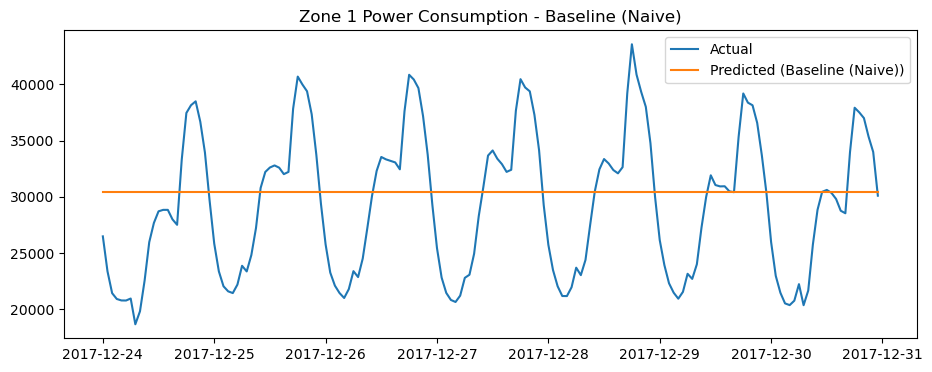 Zone 1 Power Consumption - Baseline (Naive)
Actual
Predicted (Baseline (Naive))
40000
35000
30000
25000
20000
2017-12-24 2017-12-25 2017-12-26 2017-12-27 2017-12-28 2017-12-29 2017-12-30 2017-12-31